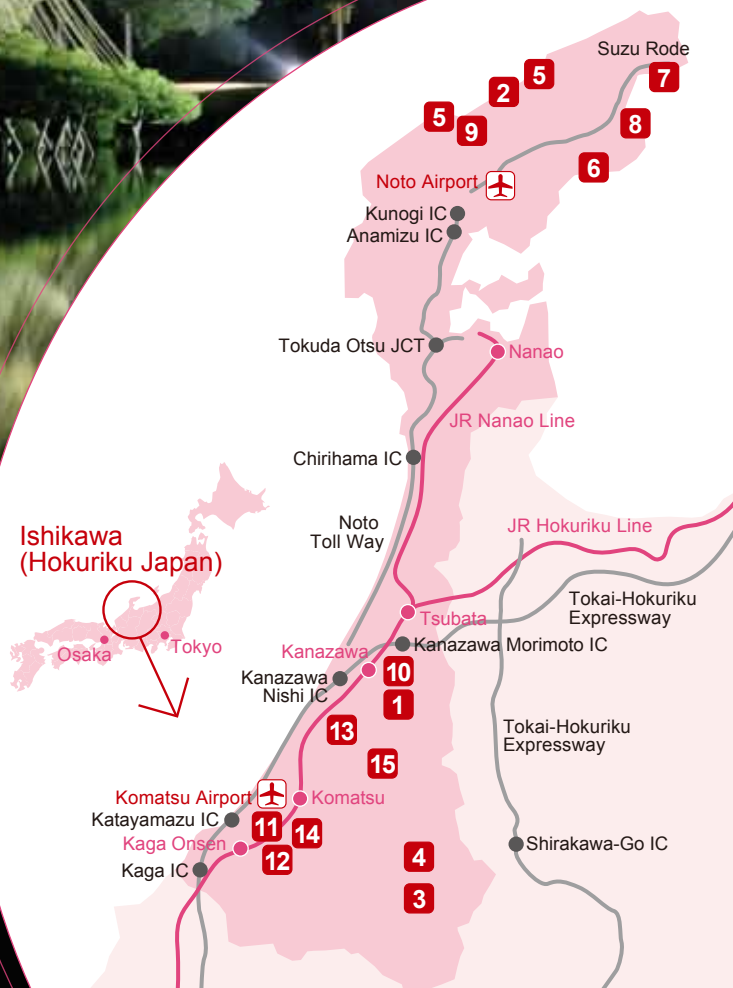 Suzu Rode
5
7
2
5
8
9
6
Noto Airport
Kunogi IC
Anamizu IC
Tokuda Otsu JCT
Nanao
JR Nanao Line
Chirihama IC
Noto
Toll Way
JR Hokuriku Line
Ishikawa
(Hokuriku Japan)
Osaka
Tokyo
Tokai-Hokuriku
Expressway
Tsubata
Kanazawa Morimoto IC
Kanazawa
10
Kanazawa
Nishi IC
1
13
Tokai-Hokuriku
Expressway
15
Komatsu Airport
Komatsu
Katayamazu IC
11
14
Kaga Onsen
12
Kaga IC
Shirakawa-Go IC
4
3